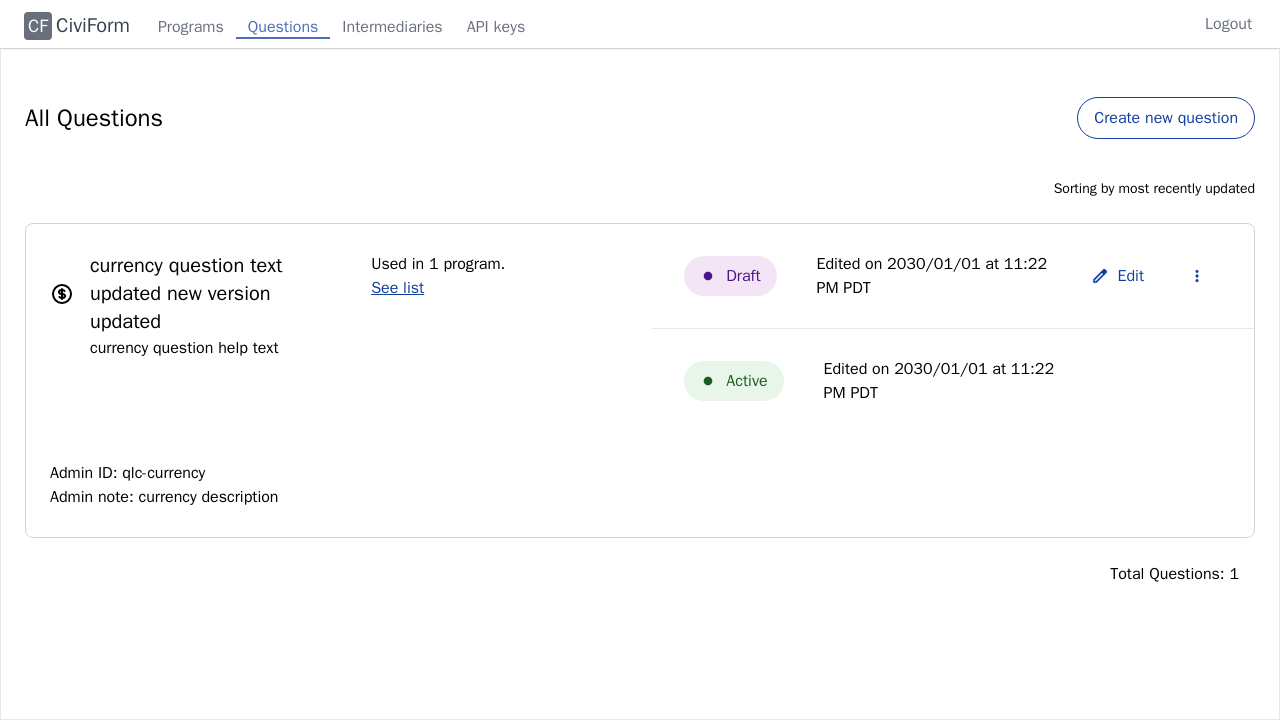 CF CiviForm Programs Questions Intermediaries API keys Logout
All Questions
Create new question
Sorting by most recently updated
currency question text
updated new version
updated
currency question help text
Used in 1 program.
See list
Draft
Edited on 2030/01/01 at 11:22
PM PDT
Edit
Active
Edited on 2030/01/01 at 11:22
PM PDT
Admin ID: qlc-currency
Admin note: currency description
Total Questions: 1